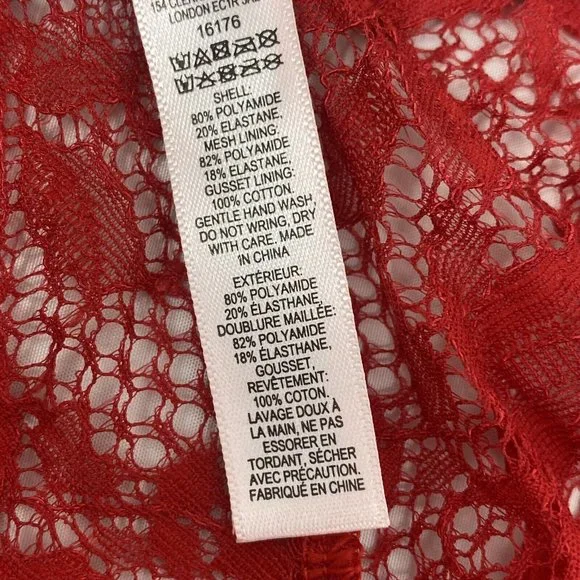 LONDON EC1R
16176
SHELL:
80% POLYAMIDE
20% ELASTANE,
MESH LINING:
82% POLYAMIDE
18% ELASTANE,
GUSSET LINING:
100% COTTON.
GENTLE HAND WASH,
DO NOT WRING, DRY
WITH CARE. MADE
IN CHINA
EXTÉRIEUR:
80% POLYAMIDE
20% ÉLASTHANE,
DOUBLURE MAILLÉE:
82% POLYAMIDE
18% ÉLASTHANE,
GOUSSET,
REVÊTEMENT:
100% COTON.
LAVAGE DOUX À
LA MAIN, NE PAS
ESSORER EN
TORDANT, SÉCHER
AVEC PRÉCAUTION.
FABRIQUÉ EN CHINE